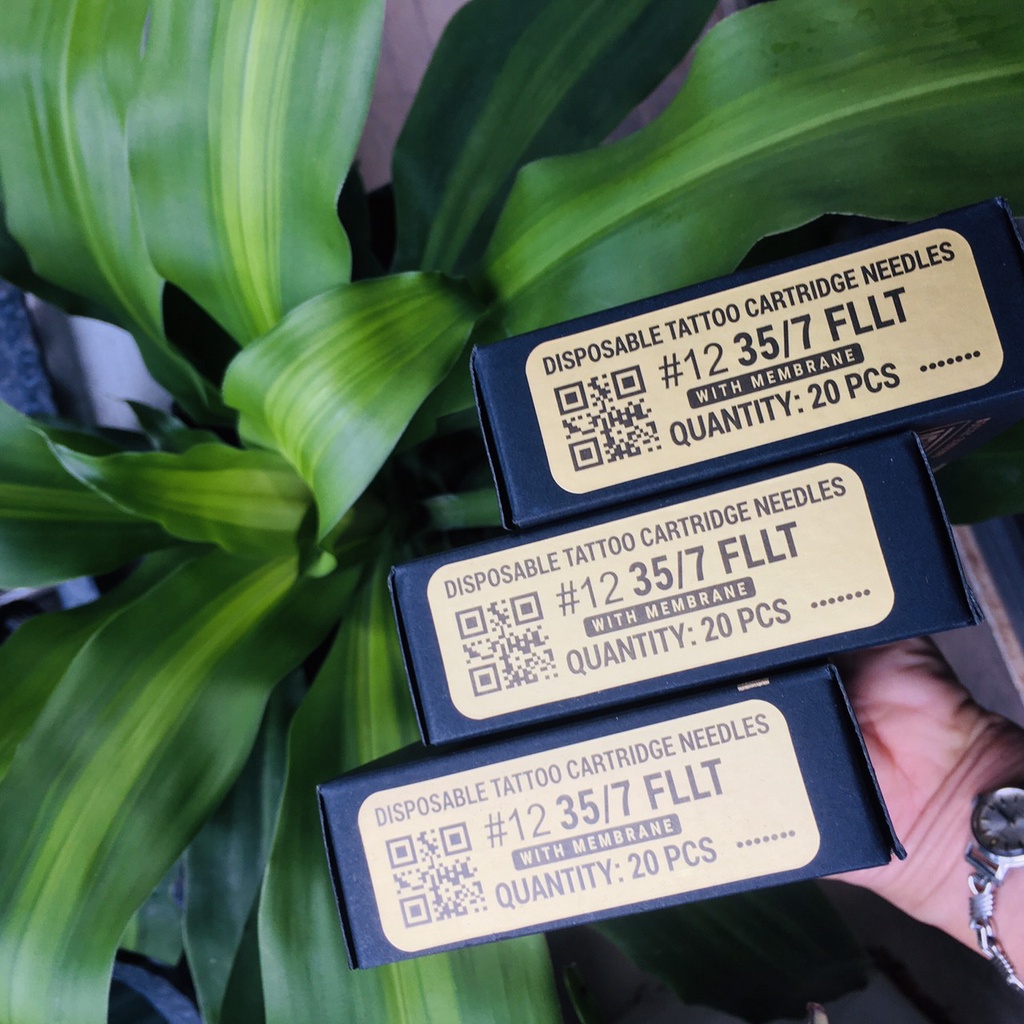 DISPOSABLE TATTOO CARTRIDGE NEEDLES
#12 35/7 FLLT
WITH MEMBRANE
QUANTITY: 20 PCS
DISPOSABLE TATTOO CARTRIDGE NEEDLES
#12 35/7 FLLT
WITH MEMBRANE
QUANTITY: 20 PCS
DISPOSABLE TATTOO CARTRIDGE NEEDLES
#12 35/7 FLLT
WITH MEMBRANE
QUANTITY: 20 PCS